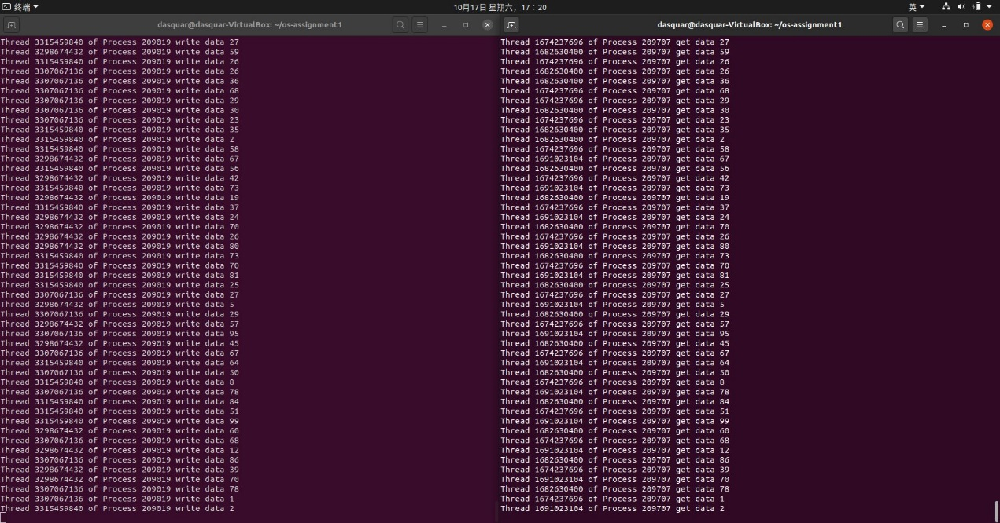 终端
10月17日 星期六，17：20
英
dasquar@dasquar-VirtualBox: ~/os-assignment1
Thread 3315459840 of Process 209019 write data 27
Thread 3298674432 of Process 209019 write data 59
Thread 3315459840 of Process 209019 write data 26
Thread 3307067136 of Process 209019 write data 26
Thread 3307067136 of Process 209019 write data 36
Thread 3307067136 of Process 209019 write data 68
Thread 3307067136 of Process 209019 write data 29
Thread 3307067136 of Process 209019 write data 30
Thread 3307067136 of Process 209019 write data 23
Thread 3315459840 of Process 209019 write data 35
Thread 3315459840 of Process 209019 write data 2
Thread 3315459840 of Process 209019 write data 58
Thread 3298674432 of Process 209019 write data 67
Thread 3315459840 of Process 209019 write data 56
Thread 3298674432 of Process 209019 write data 42
Thread 3315459840 of Process 209019 write data 73
Thread 3298674432 of Process 209019 write data 19
Thread 3315459840 of Process 209019 write data 37
Thread 3298674432 of Process 209019 write data 24
Thread 3298674432 of Process 209019 write data 70
Thread 3298674432 of Process 209019 write data 26
Thread 3298674432 of Process 209019 write data 80
Thread 3315459840 of Process 209019 write data 73
Thread 3315459840 of Process 209019 write data 70
Thread 3315459840 of Process 209019 write data 81
Thread 3315459840 of Process 209019 write data 25
Thread 3307067136 of Process 209019 write data 27
Thread 3298674432 of Process 209019 write data 5
Thread 3307067136 of Process 209019 write data 29
Thread 3298674432 of Process 209019 write data 57
Thread 3307067136 of Process 209019 write data 95
Thread 3298674432 of Process 209019 write data 45
Thread 3307067136 of Process 209019 write data 67
Thread 3315459840 of Process 209019 write data 64
Thread 3307067136 of Process 209019 write data 50
Thread 3315459840 of Process 209019 write data 8
Thread 3307067136 of Process 209019 write data 78
Thread 3298674432 of Process 209019 write data 84
Thread 3315459840 of Process 209019 write data 51
Thread 3315459840 of Process 209019 write data 99
Thread 3298674432 of Process 209019 write data 60
Thread 3307067136 of Process 209019 write data 68
Thread 3298674432 of Process 209019 write data 12
Thread 3307067136 of Process 209019 write data 86
Thread 3298674432 of Process 209019 write data 39
Thread 3298674432 of Process 209019 write data 70
Thread 3307067136 of Process 209019 write data 78
Thread 3307067136 of Process 209019 write data 1
Thread 3315459840 of Process 209019 write data 2
dasquar@dasquar-VirtualBox: ~/os-assignment1
Thread 1674237696 of Process 209707 get data 27
Thread 1682630400 of Process 209707 get data 59
Thread 1674237696 of Process 209707 get data 26
Thread 1682630400 of Process 209707 get data 26
Thread 1682630400 of Process 209707 get data 36
Thread 1674237696 of Process 209707 get data 68
Thread 1674237696 of Process 209707 get data 29
Thread 1682630400 of Process 209707 get data 30
Thread 1674237696 of Process 209707 get data 23
Thread 1682630400 of Process 209707 get data 35
Thread 1682630400 of Process 209707 get data 2
Thread 1674237696 of Process 209707 get data 58
Thread 1691023104 of Process 209707 get data 67
Thread 1682630400 of Process 209707 get data 56
Thread 1674237696 of Process 209707 get data 42
Thread 1691023104 of Process 209707 get data 73
Thread 1682630400 of Process 209707 get data 19
Thread 1674237696 of Process 209707 get data 37
Thread 1691023104 of Process 209707 get data 24
Thread 1682630400 of Process 209707 get data 70
Thread 1674237696 of Process 209707 get data 26
Thread 1691023104 of Process 209707 get data 80
Thread 1682630400 of Process 209707 get data 73
Thread 1674237696 of Process 209707 get data 70
Thread 1691023104 of Process 209707 get data 81
Thread 1682630400 of Process 209707 get data 25
Thread 1674237696 of Process 209707 get data 27
Thread 1691023104 of Process 209707 get data 5
Thread 1682630400 of Process 209707 get data 29
Thread 1674237696 of Process 209707 get data 57
Thread 1691023104 of Process 209707 get data 95
Thread 1682630400 of Process 209707 get data 45
Thread 1674237696 of Process 209707 get data 67
Thread 1691023104 of Process 209707 get data 64
Thread 1682630400 of Process 209707 get data 50
Thread 1674237696 of Process 209707 get data 8
Thread 1691023104 of Process 209707 get data 78
Thread 1682630400 of Process 209707 get data 84
Thread 1674237696 of Process 209707 get data 51
Thread 1691023104 of Process 209707 get data 99
Thread 1682630400 of Process 209707 get data 60
Thread 1674237696 of Process 209707 get data 68
Thread 1691023104 of Process 209707 get data 12
Thread 1682630400 of Process 209707 get data 86
Thread 1674237696 of Process 209707 get data 39
Thread 1691023104 of Process 209707 get data 70
Thread 1682630400 of Process 209707 get data 78
Thread 1674237696 of Process 209707 get data 1
Thread 1691023104 of Process 209707 get data 2